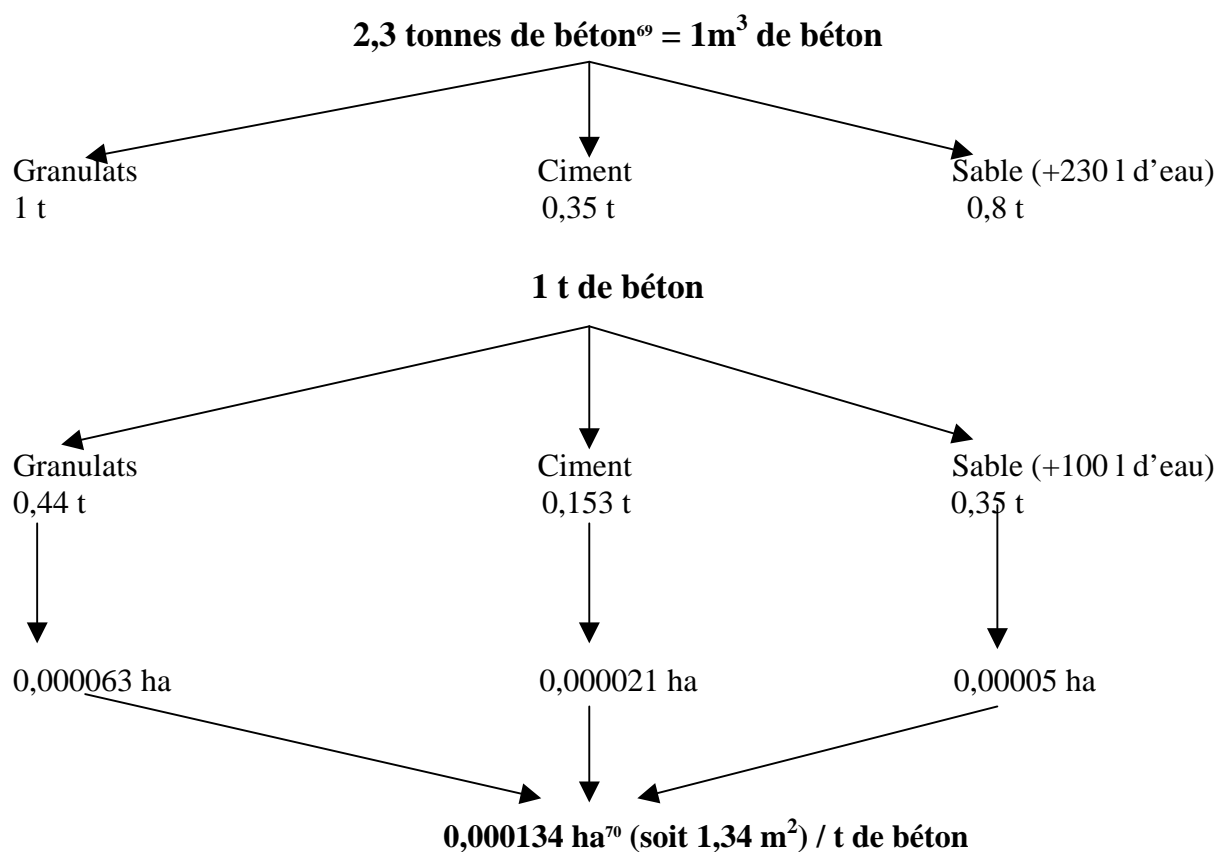 2,3 tonnes de béton⁶⁹ = 1m³ de béton
Granulats Ciment Sable (+230 l d’eau)
1 t 0,35 t 0,8 t
1 t de béton
Granulats Ciment Sable (+100 l d’eau)
0,44 t 0,153 t 0,35 t
0,000063 ha 0,000021 ha 0,00005 ha
0,000134 ha⁷⁰ (soit 1,34 m²) / t de béton